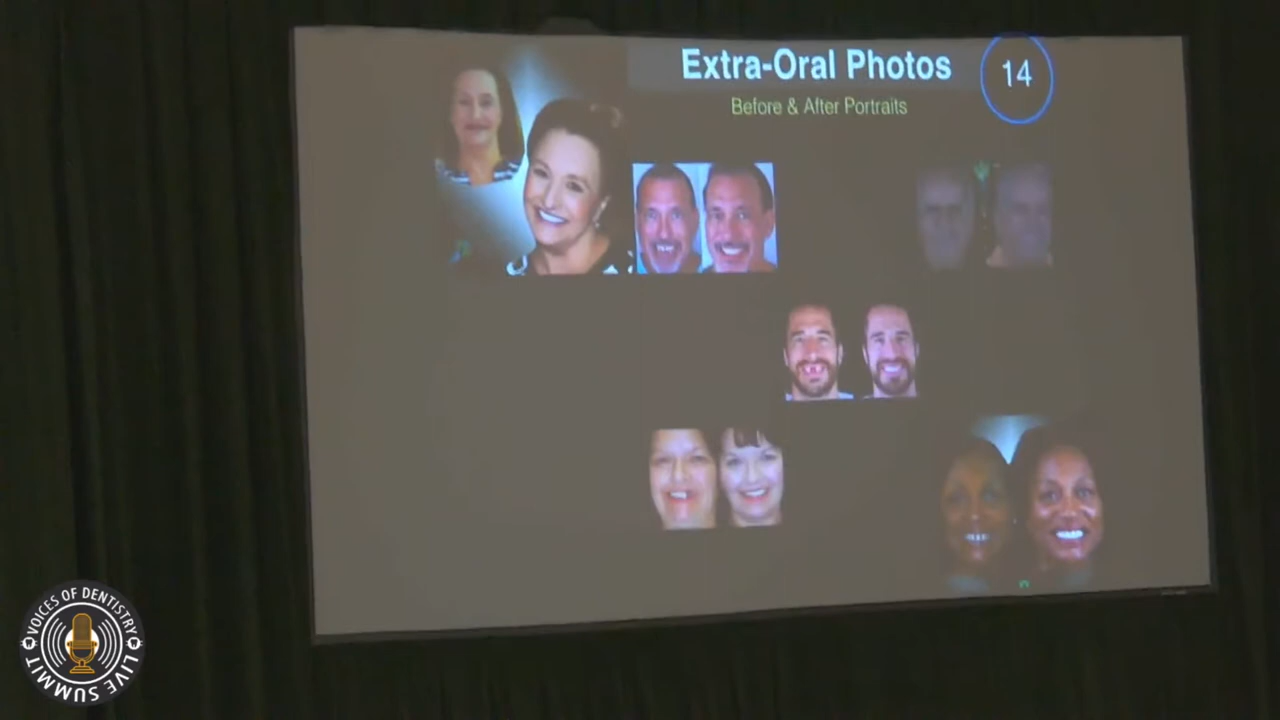 Extra-Oral Photos
14
Before & After Portraits
VOICES OF DENTISTRY
LIVE SUMMIT